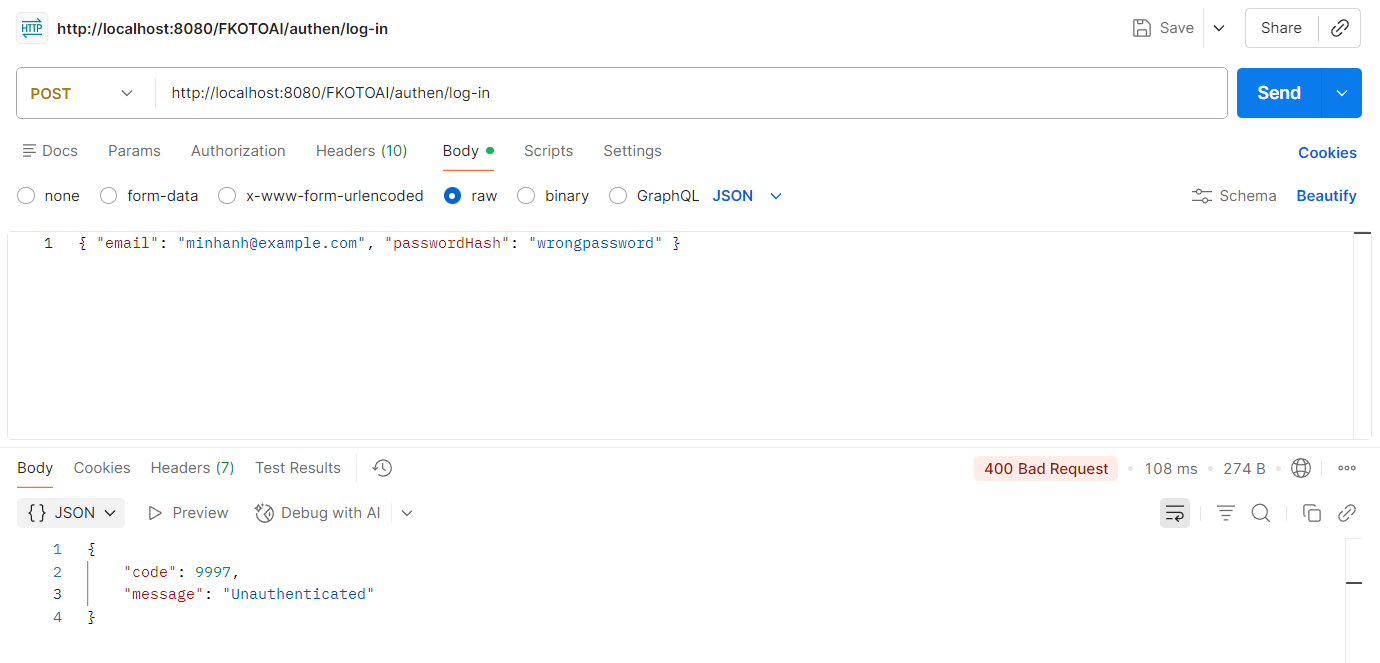 HTTP http://localhost:8080/FKOTOAI/authen/log-in Save Share
POST http://localhost:8080/FKOTOAI/authen/log-in Send
Docs Params Authorization Headers (10) Body Scripts Settings Cookies
none form-data x-www-form-urlencoded raw binary GraphQL JSON Schema Beautify
1 { "email": "minhanh@example.com", "passwordHash": "wrongpassword" }
Body Cookies Headers (7) Test Results 400 Bad Request • 108 ms • 274 B •
{} JSON Preview Debug with AI
1 {
2 "code": 9997,
3 "message": "Unauthenticated"
4 }